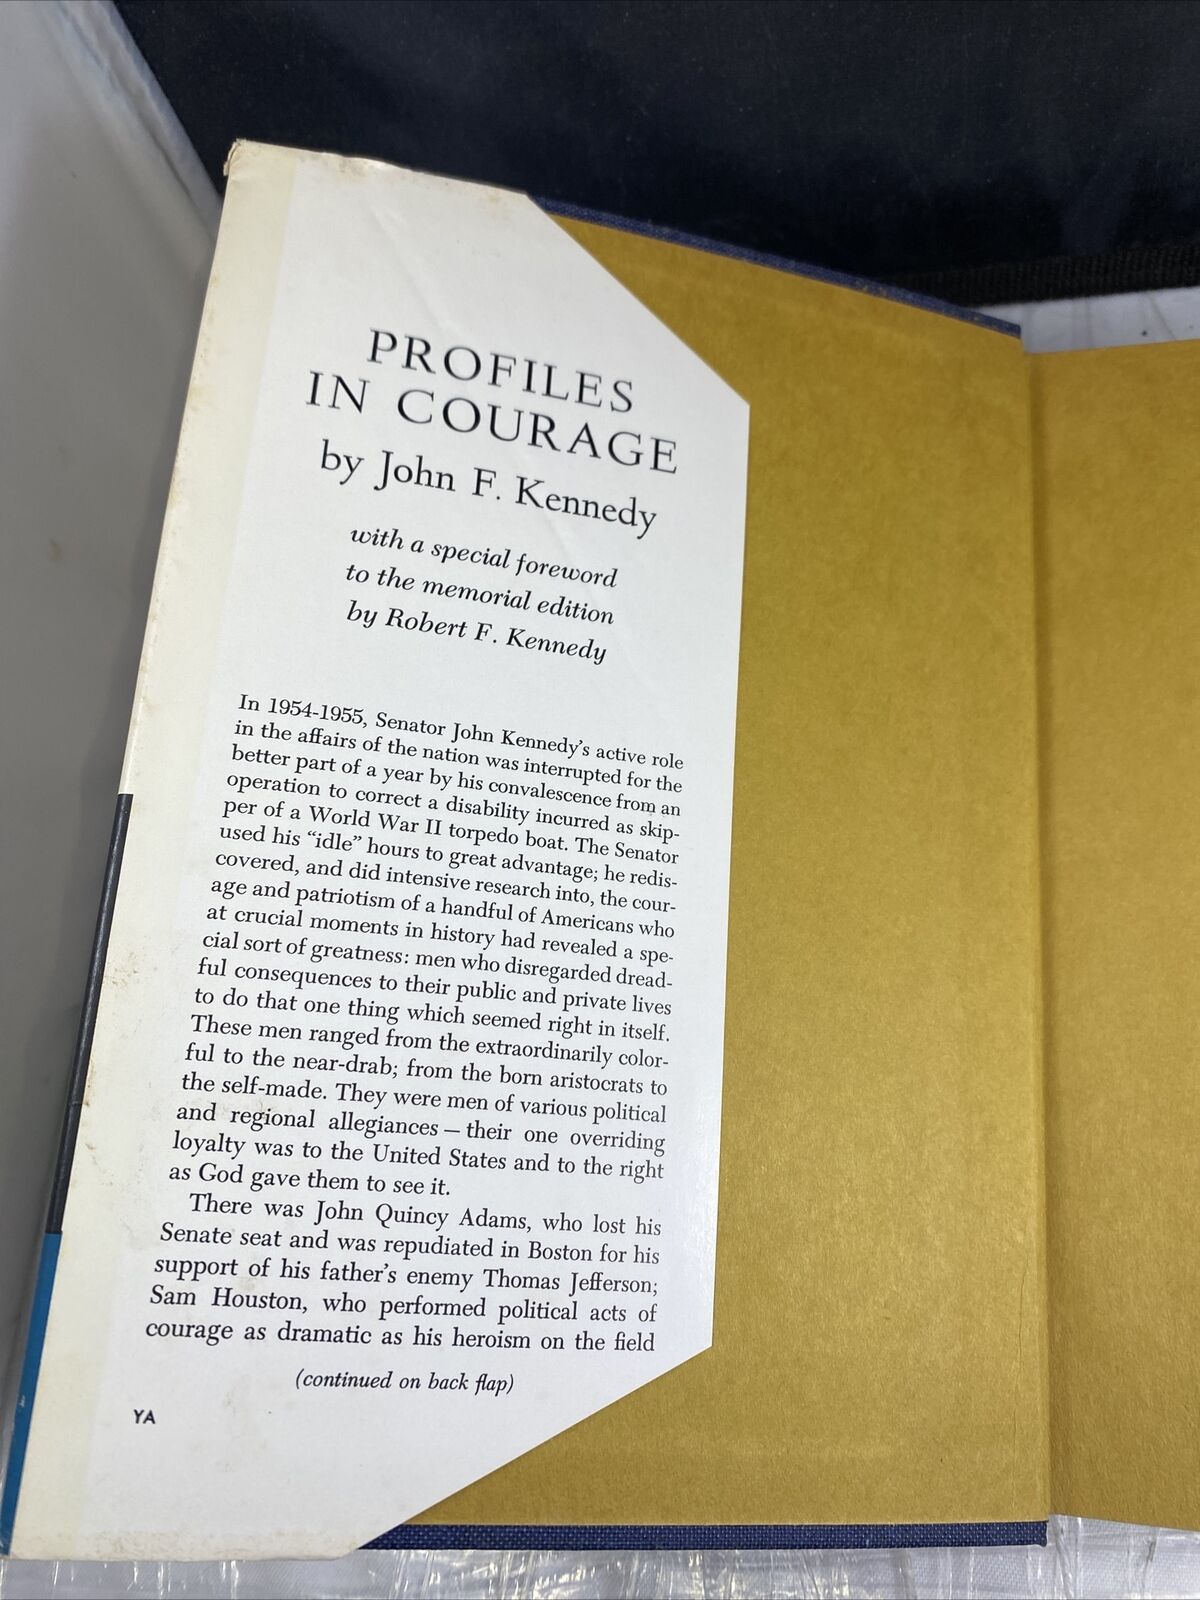 PROFILES
IN COURAGE
by John F. Kennedy
with a special foreword
to the memorial edition
by Robert F. Kennedy
In 1954-1955, Senator John Kennedy's active role
in the affairs of the nation was interrupted for the
better part of a year by his convalescence from an
operation to correct a disability incurred as skip-
per of a World War II torpedo boat. The Senator
used his "idle" hours to great advantage; he redis-
covered, and did intensive research into, the cour-
age and patriotism of a handful of Americans who
at crucial moments in history had revealed a spe-
cial sort of greatness: men who disregarded dread-
ful consequences to their public and private lives
to do that one thing which seemed right in itself.
These men ranged from the extraordinarily color-
ful to the near-drab; from the born aristocrats to
the self-made. They were men of various political
and regional allegiances — their one overriding
loyalty was to the United States and to the right
as God gave them to see it.
There was John Quincy Adams, who lost his
Senate seat and was repudiated in Boston for his
support of his father's enemy Thomas Jefferson;
Sam Houston, who performed political acts of
courage as dramatic as his heroism on the field
(continued on back flap)
YA